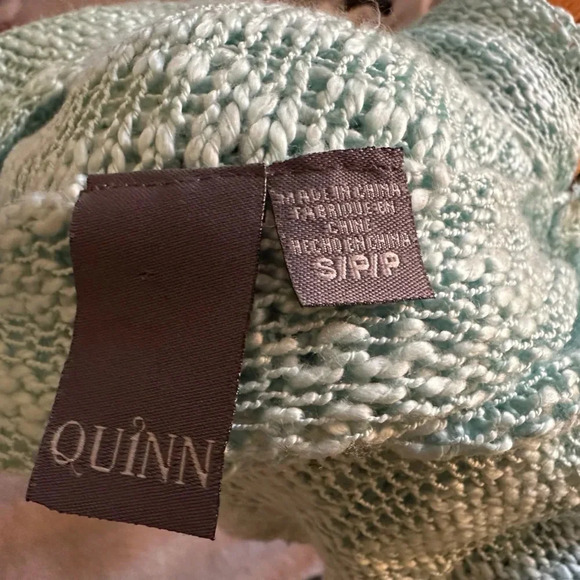 QUINN
MADE IN CHINA
FABRIQUE EN
CHINE
HECHO EN CHINA
S/P/P